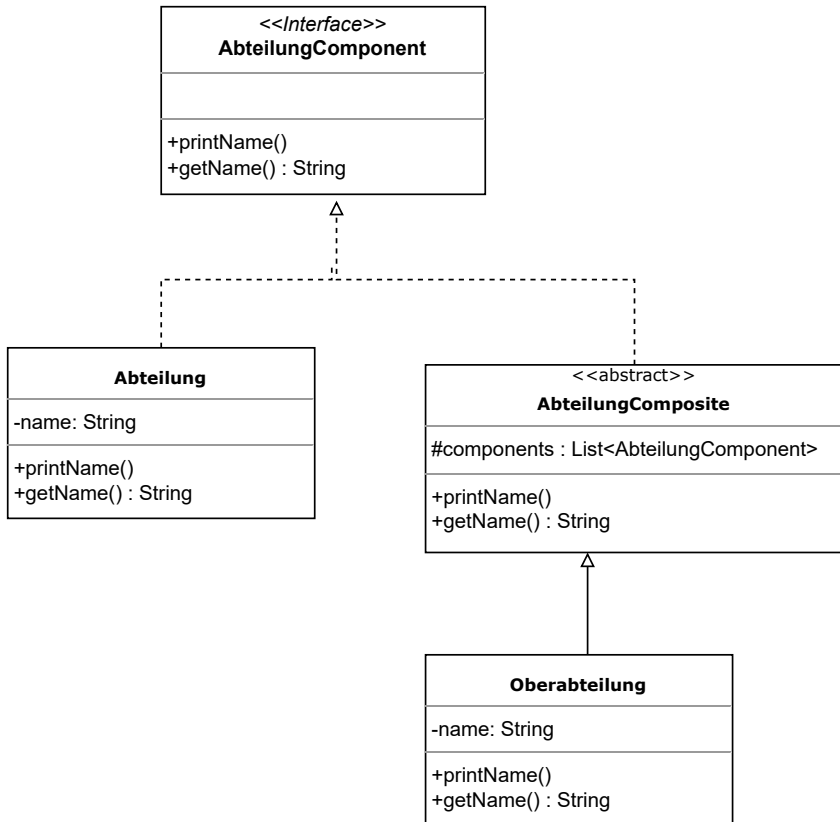 <<Interface>>
AbteilungComponent
+printName()
+getName() : String
Abteilung
-name: String
+printName()
+getName() : String
<<abstract>>
AbteilungComposite
#components : List<AbteilungComponent>
+printName()
+getName() : String
Oberabteilung
-name: String
+printName()
+getName() : String